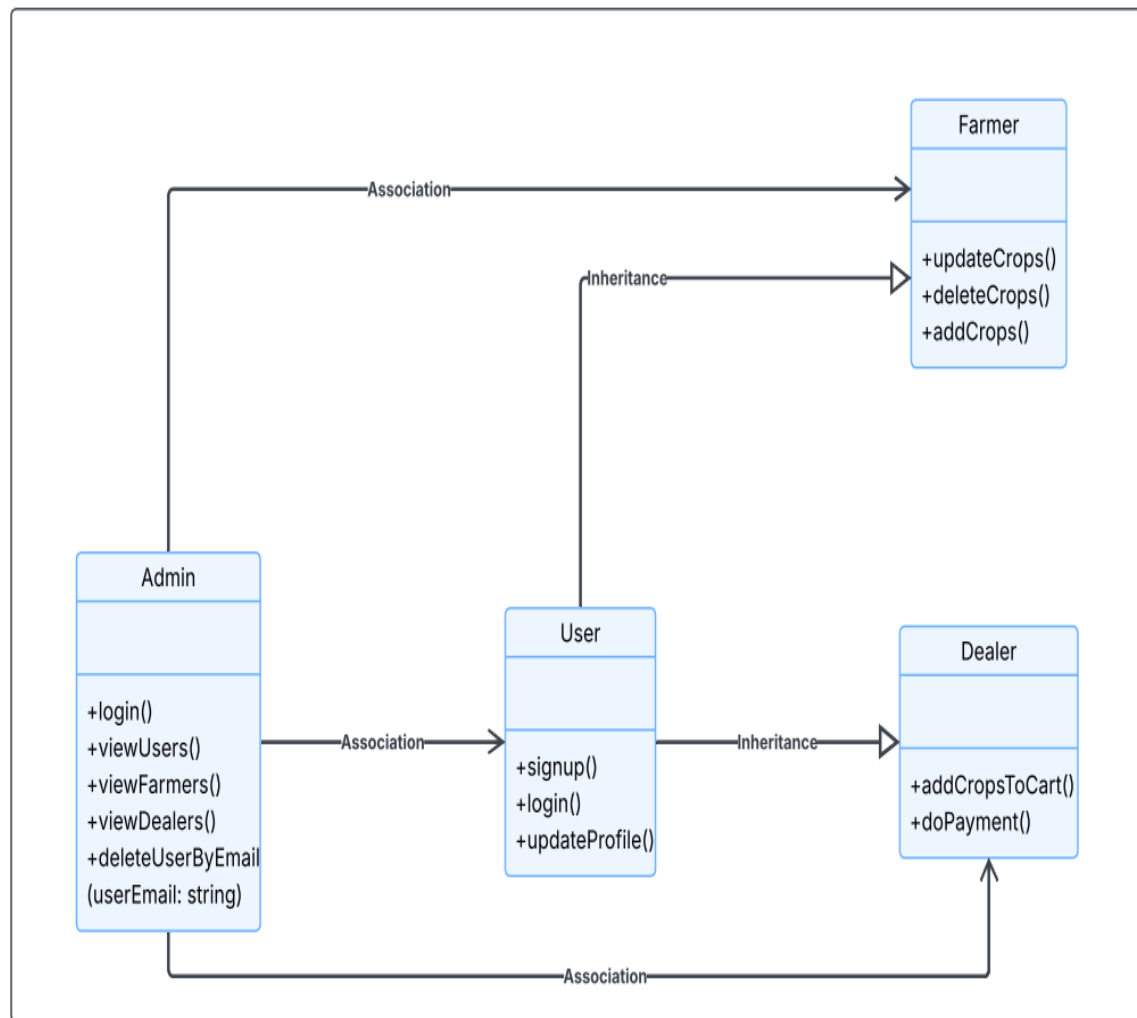 Farmer
Association
+updateCrops()
Inheritance
+deleteCrops()
+addCrops()
Admin
User
Dealer
+login()
+viewUsers()
Association
Inheritance
+signup()
+viewFarmers()
+addCropsToCart()
+login()
+viewDealers()
+doPayment()
+updateProfile()
+deleteUserByEmail
(userEmail: string)
Association